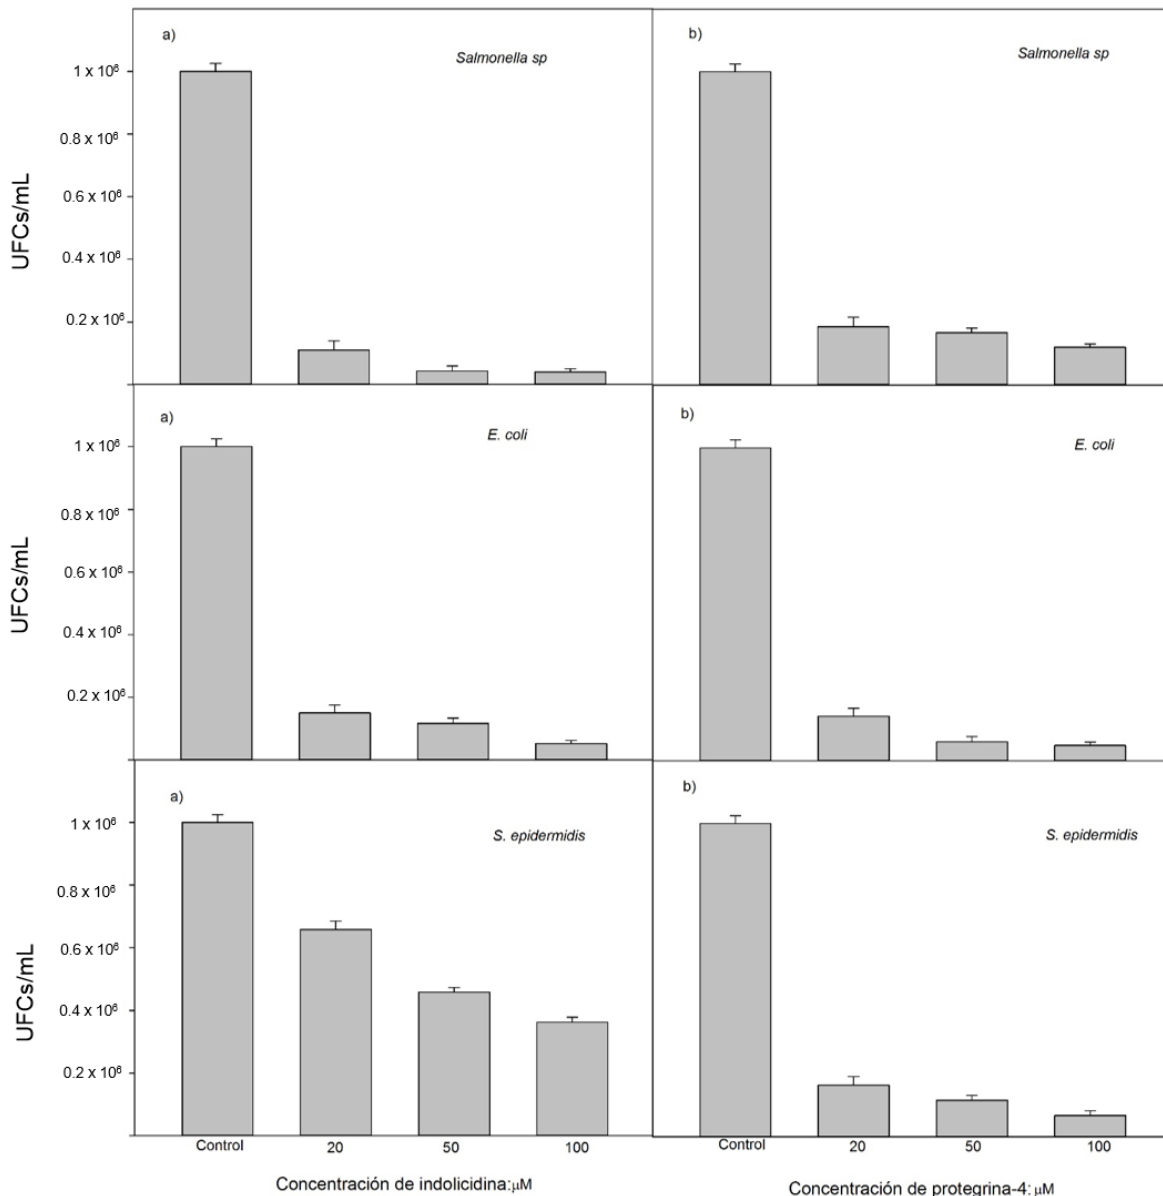 a)
Salmonella sp
b)
Salmonella sp
UFCs/mL
1 x 10⁶
0.8 x 10⁶
0.6 x 10⁶
0.4 x 10⁶
0.2 x 10⁶
a)
E. coli
b)
E. coli
UFCs/mL
1 x 10⁶
0.8 x 10⁶
0.6 x 10⁶
0.4 x 10⁶
0.2 x 10⁶
a)
S. epidermidis
b)
S. epidermidis
UFCs/mL
1 x 10⁶
0.8 x 10⁶
0.6 x 10⁶
0.4 x 10⁶
0.2 x 10⁶
Control 20 50 100
Control 20 50 100
Concentración de indolicidina:µM
Concentración de protegrina-4:µM